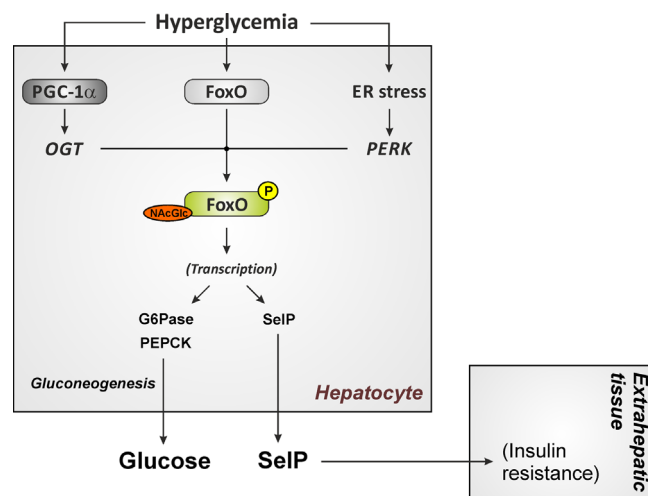 Hyperglycemia
PGC-1α
FoxO
ER stress
OGT
PERK
P
NAcGlc
FoxO
(Transcription)
G6Pase
SelP
PEPCK
Gluconeogenesis
Hepatocyte
Extrahepatic
tissue
Glucose
SelP
(Insulin
resistance)